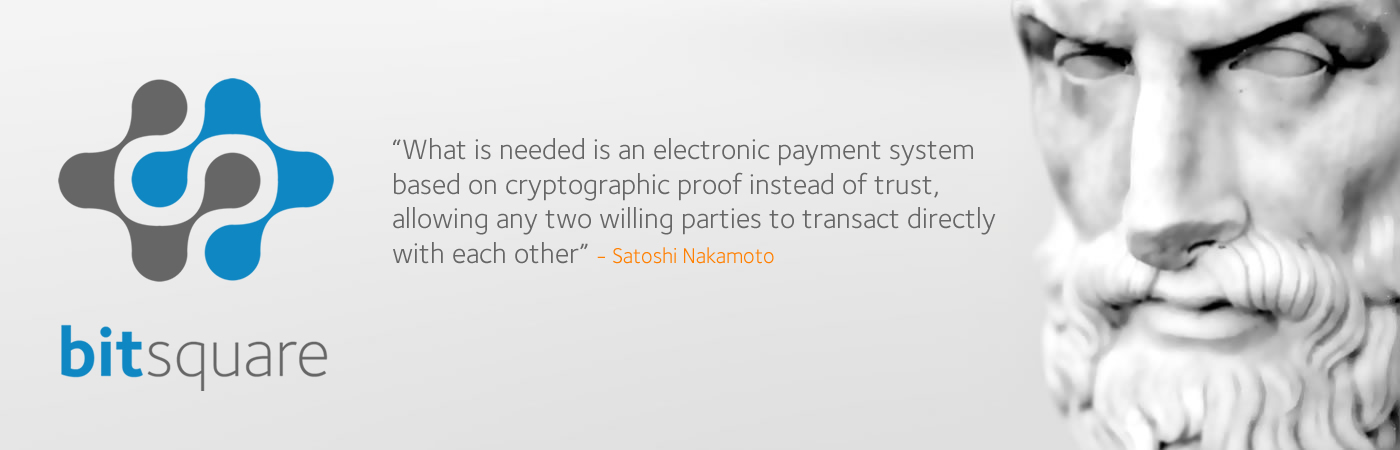 “What is needed is an electronic payment system
based on cryptographic proof instead of trust,
allowing any two willing parties to transact directly
with each other” - Satoshi Nakamoto
bitsquare